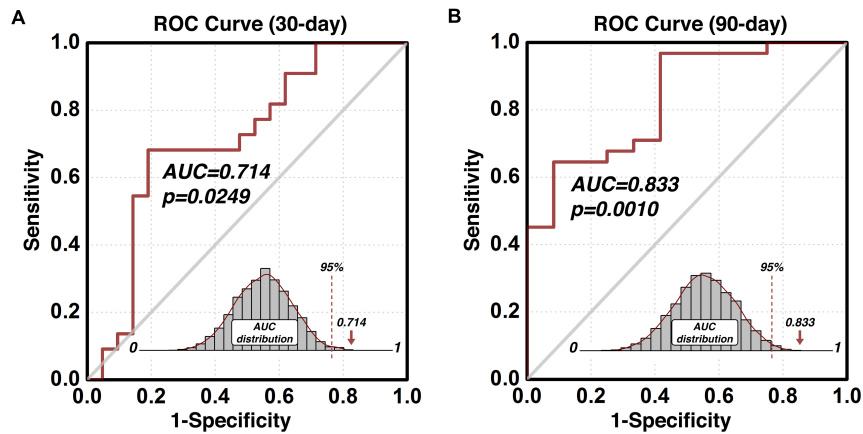 A
ROC Curve (30-day)
1.0
0.8
0.6
0.4
0.2
0.0
Sensitivity
AUC=0.714
p=0.0249
95%
0.714
AUC
distribution
0
1
0.0 0.2 0.4 0.6 0.8 1.0
1-Specificity
B
ROC Curve (90-day)
1.0
0.8
0.6
0.4
0.2
0.0
Sensitivity
AUC=0.833
p=0.0010
95%
0.833
AUC
distribution
0
1
0.0 0.2 0.4 0.6 0.8 1.0
1-Specificity